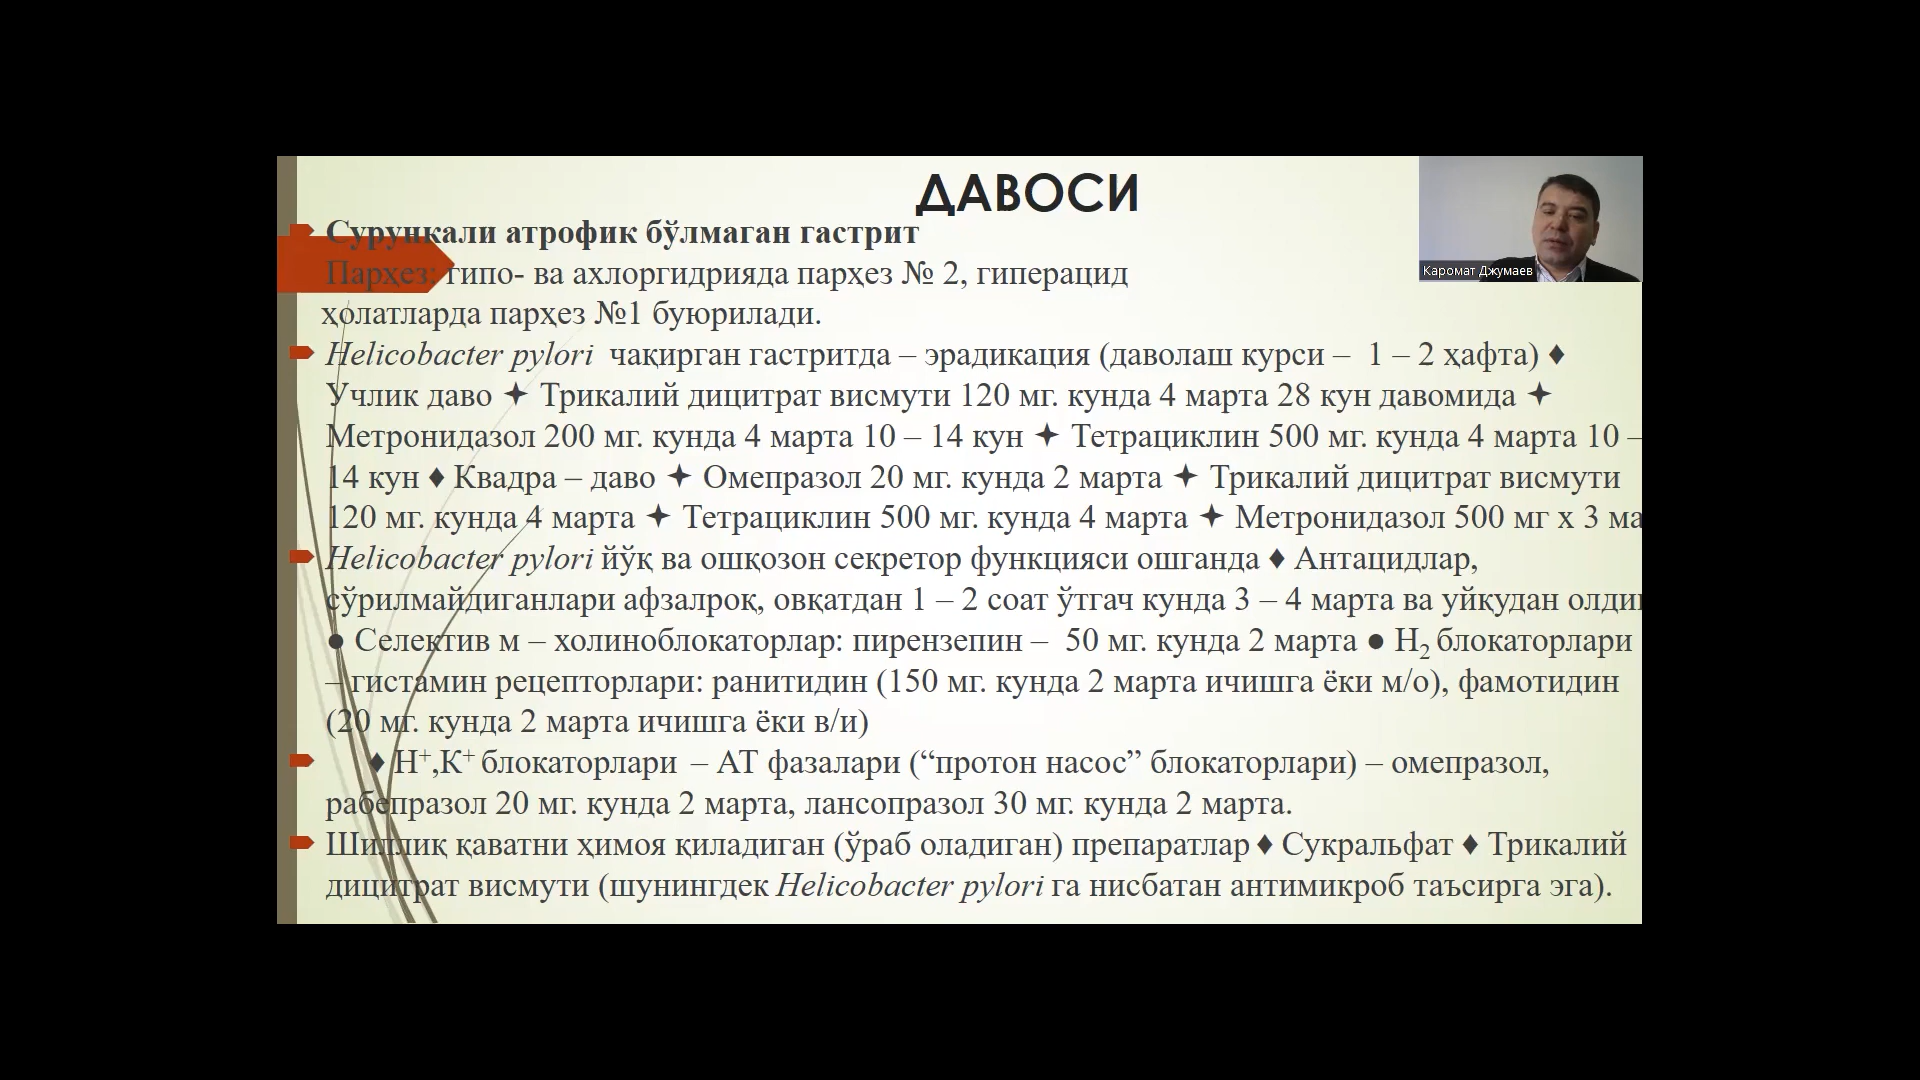 ДАВОСИ
Сурункали атрофик бўлмаган гастрит
Парҳез: гипо- ва ахлоргидрияда парҳез № 2, гиперацид
ҳолатларда парҳез №1 буюрилади.
Helicobacter pylori чақирган гастритда – эрадикация (даволаш курси – 1 – 2 ҳафта) ♦
Учлик даво ✦ Трикалий дицитрат висмути 120 мг. кунда 4 марта 28 кун давомида ✦
Метронидазол 200 мг. кунда 4 марта 10 – 14 кун ✦ Тетрациклин 500 мг. кунда 4 марта 10 –
14 кун ♦ Квадра – даво ✦ Омепразол 20 мг. кунда 2 марта ✦ Трикалий дицитрат висмути
120 мг. кунда 4 марта ✦ Тетрациклин 500 мг. кунда 4 марта ✦ Метронидазол 500 мг х 3 ма
Helicobacter pylori йўқ ва ошқозон секретор функцияси ошганда ♦ Антацидлар,
сўрилмайдиганлари афзалроқ, овқатдан 1 – 2 соат ўтгач кунда 3 – 4 марта ва уйқудан олди
● Селектив м – холиноблокаторлар: пирензепин – 50 мг. кунда 2 марта ● Н₂ блокаторлари
– гистамин рецепторлари: ранитидин (150 мг. кунда 2 марта ичишга ёки м/о), фамотидин
(20 мг. кунда 2 марта ичишга ёки в/и)
♦ Н⁺,К⁺ блокаторлари – АТ фазалари (“протон насос” блокаторлари) – омепразол,
рабепразол 20 мг. кунда 2 марта, лансопразол 30 мг. кунда 2 марта.
Шиллиқ қаватни ҳимоя қиладиган (ўраб оладиган) препаратлар ♦ Сукральфат ♦ Трикалий
дицитрат висмути (шунингдек Helicobacter pylori га нисбатан антимикроб таъсирга эга).
Каромат Джумаев